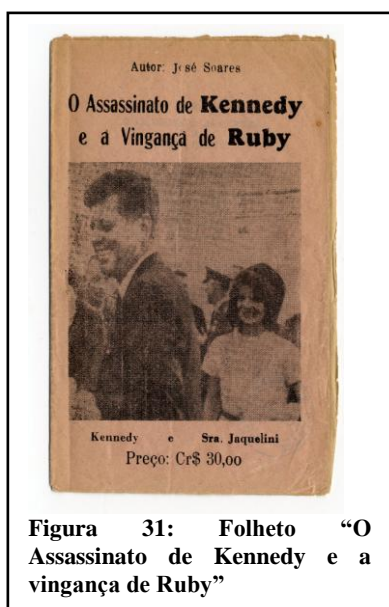 Autor: José Soares
O Assassinato de Kennedy
e a Vingança de Ruby
Kennedy e Sra. Jaquelini
Preço: Cr$ 30,00
Figura 31: Folheto “O
Assassinato de Kennedy e a
vingança de Ruby”